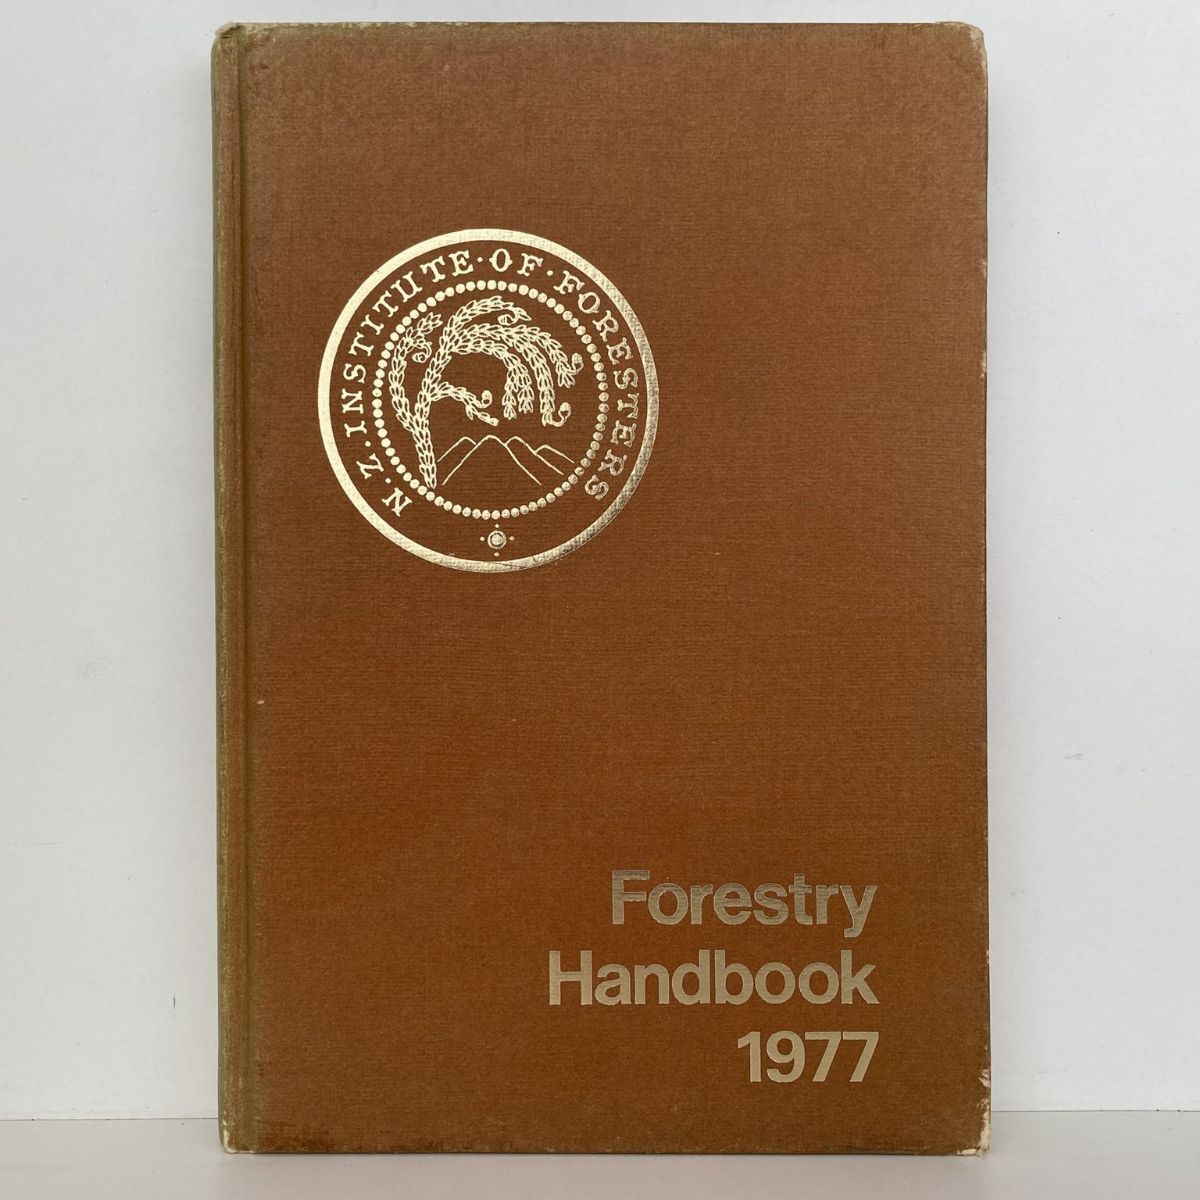 N.Z. INSTITUTE · OF · FORESTERS
Forestry
Handbook
1977